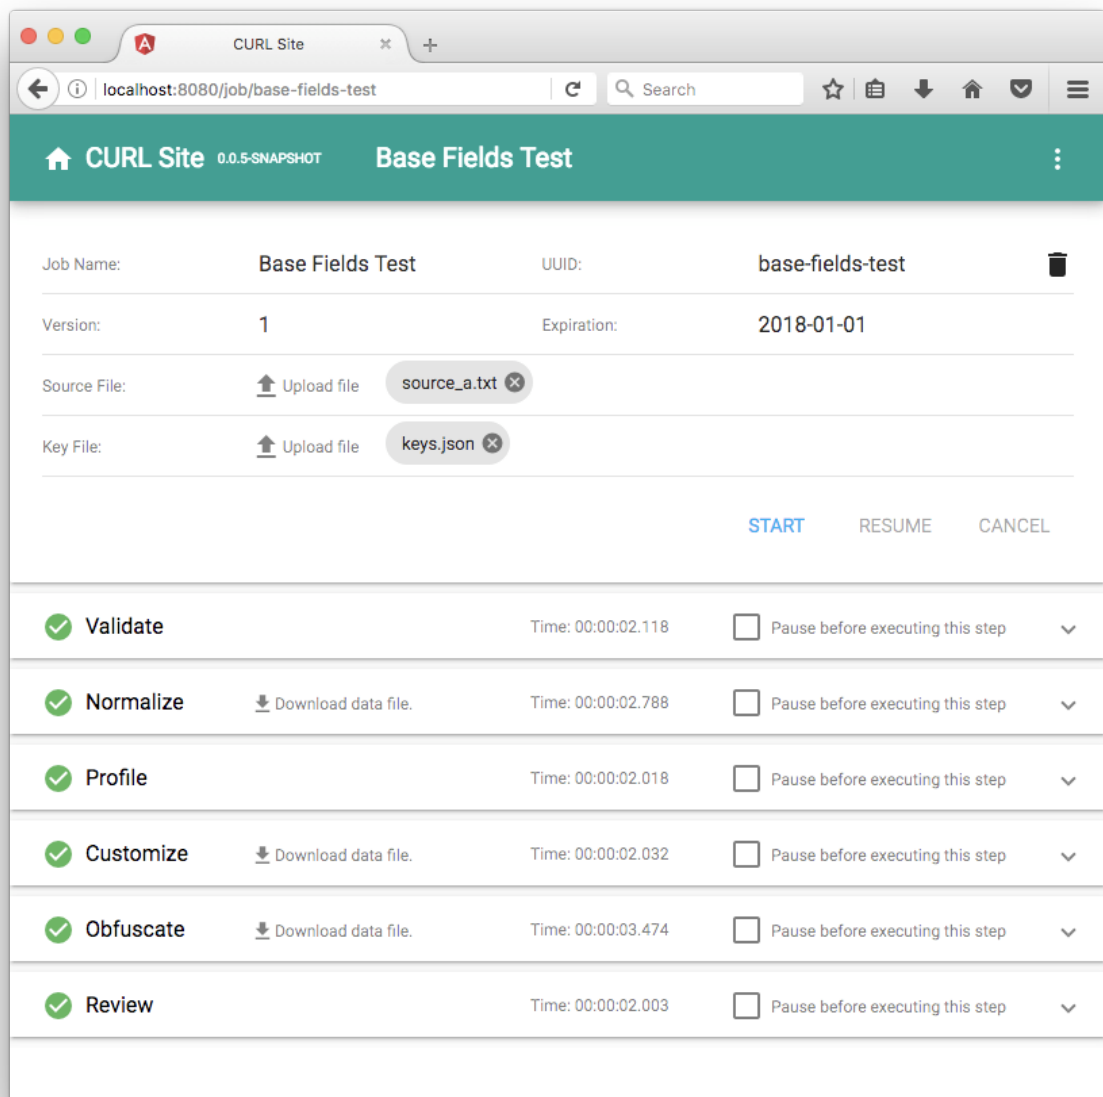 CURL Site
localhost:8080/job/base-fields-test
Search
CURL Site 0.0.5-SNAPSHOT Base Fields Test
Job Name: Base Fields Test UUID: base-fields-test
Version: 1 Expiration: 2018-01-01
Source File: Upload file source_a.txt
Key File: Upload file keys.json
START RESUME CANCEL
Validate Time: 00:00:02.118 Pause before executing this step
Normalize Download data file. Time: 00:00:02.788 Pause before executing this step
Profile Time: 00:00:02.018 Pause before executing this step
Customize Download data file. Time: 00:00:02.032 Pause before executing this step
Obfuscate Download data file. Time: 00:00:03.474 Pause before executing this step
Review Time: 00:00:02.003 Pause before executing this step